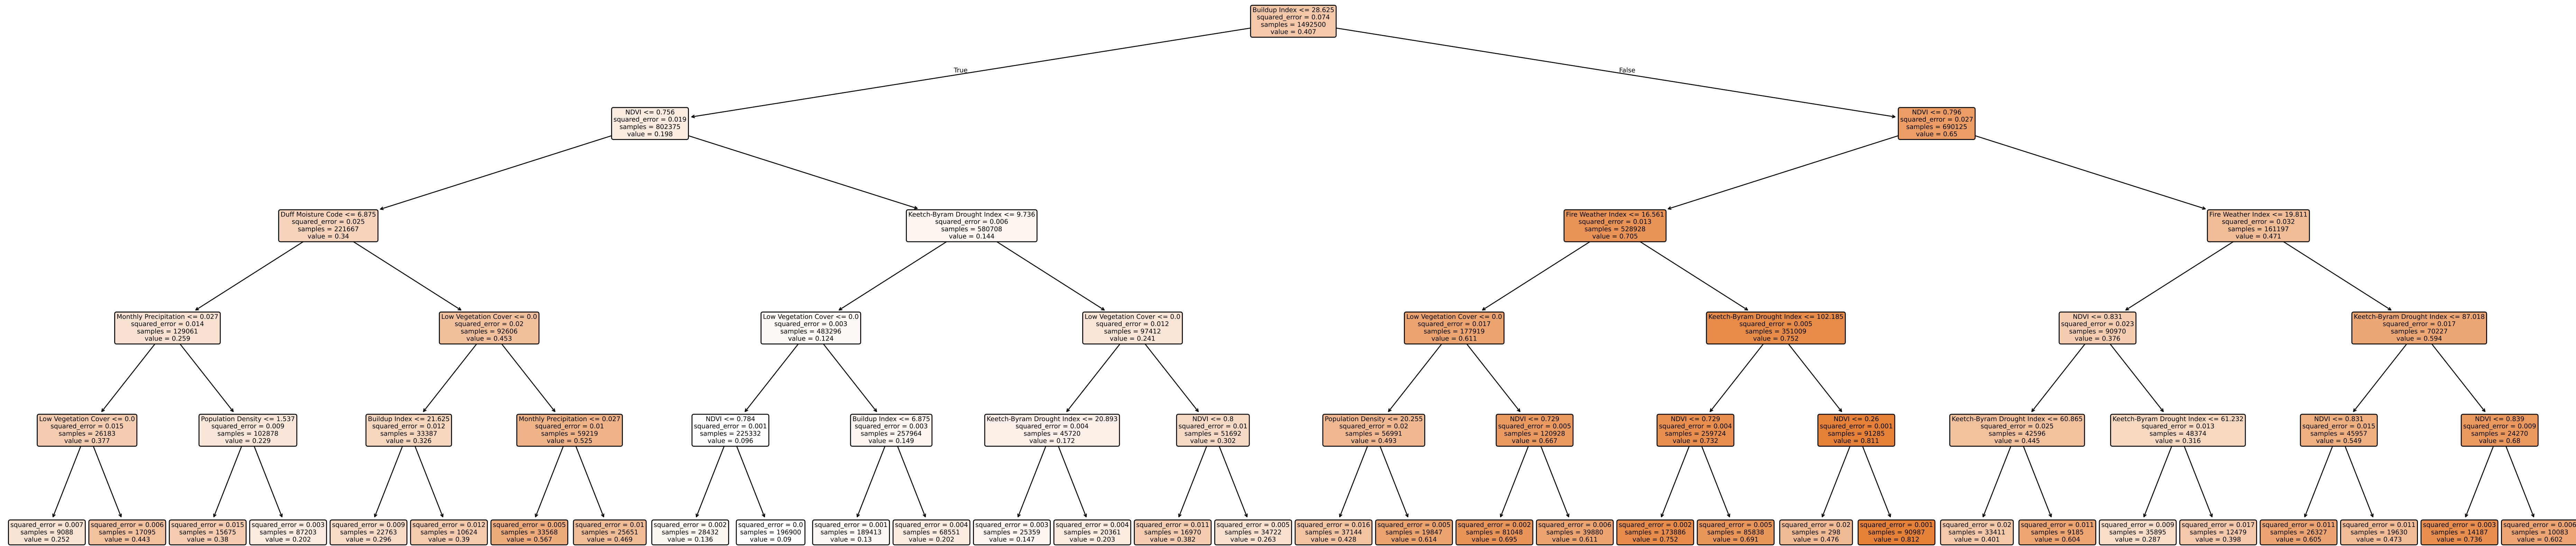 Buildup Index <= 28.625
squared_error = 0.074
samples = 1492500
value = 0.407
True
False
NDVI <= 0.756
squared_error = 0.019
samples = 802375
value = 0.198
NDVI <= 0.796
squared_error = 0.027
samples = 690125
value = 0.65
Duff Moisture Code <= 6.875
squared_error = 0.025
samples = 221667
value = 0.34
Keetch-Byram Drought Index <= 9.736
squared_error = 0.006
samples = 580708
value = 0.144
Fire Weather Index <= 16.561
squared_error = 0.013
samples = 528928
value = 0.705
Fire Weather Index <= 19.811
squared_error = 0.032
samples = 161197
value = 0.471
Monthly Precipitation <= 0.027
squared_error = 0.014
samples = 129061
value = 0.259
Low Vegetation Cover <= 0.0
squared_error = 0.02
samples = 92606
value = 0.453
Low Vegetation Cover <= 0.0
squared_error = 0.003
samples = 483296
value = 0.124
Low Vegetation Cover <= 0.0
squared_error = 0.012
samples = 97412
value = 0.241
Low Vegetation Cover <= 0.0
squared_error = 0.017
samples = 177919
value = 0.611
Keetch-Byram Drought Index <= 102.185
squared_error = 0.005
samples = 351009
value = 0.752
NDVI <= 0.831
squared_error = 0.023
samples = 90970
value = 0.376
Keetch-Byram Drought Index <= 87.018
squared_error = 0.017
samples = 70227
value = 0.594
Low Vegetation Cover <= 0.0
squared_error = 0.015
samples = 26183
value = 0.377
Population Density <= 1.537
squared_error = 0.009
samples = 102878
value = 0.229
Buildup Index <= 21.625
squared_error = 0.012
samples = 33387
value = 0.326
Monthly Precipitation <= 0.027
squared_error = 0.01
samples = 59219
value = 0.525
NDVI <= 0.784
squared_error = 0.001
samples = 225332
value = 0.096
Buildup Index <= 6.875
squared_error = 0.003
samples = 257964
value = 0.149
Keetch-Byram Drought Index <= 20.893
squared_error = 0.004
samples = 45720
value = 0.172
NDVI <= 0.8
squared_error = 0.01
samples = 51692
value = 0.302
Population Density <= 20.255
squared_error = 0.02
samples = 56991
value = 0.493
NDVI <= 0.729
squared_error = 0.005
samples = 120928
value = 0.667
NDVI <= 0.729
squared_error = 0.004
samples = 259724
value = 0.732
NDVI <= 0.26
squared_error = 0.001
samples = 91285
value = 0.811
Keetch-Byram Drought Index <= 60.865
squared_error = 0.025
samples = 42596
value = 0.445
Keetch-Byram Drought Index <= 61.232
squared_error = 0.013
samples = 48374
value = 0.316
NDVI <= 0.831
squared_error = 0.015
samples = 45957
value = 0.549
NDVI <= 0.839
squared_error = 0.009
samples = 24270
value = 0.68
squared_error = 0.007
samples = 9088
value = 0.252
squared_error = 0.006
samples = 17095
value = 0.443
squared_error = 0.015
samples = 15675
value = 0.38
squared_error = 0.003
samples = 87203
value = 0.202
squared_error = 0.009
samples = 22763
value = 0.296
squared_error = 0.012
samples = 10624
value = 0.39
squared_error = 0.005
samples = 33568
value = 0.567
squared_error = 0.01
samples = 25651
value = 0.469
squared_error = 0.002
samples = 28432
value = 0.136
squared_error = 0.0
samples = 196900
value = 0.09
squared_error = 0.001
samples = 189413
value = 0.13
squared_error = 0.004
samples = 68551
value = 0.202
squared_error = 0.003
samples = 25359
value = 0.147
squared_error = 0.004
samples = 20361
value = 0.203
squared_error = 0.011
samples = 16970
value = 0.382
squared_error = 0.005
samples = 34722
value = 0.263
squared_error = 0.016
samples = 37144
value = 0.428
squared_error = 0.005
samples = 19847
value = 0.614
squared_error = 0.002
samples = 81048
value = 0.695
squared_error = 0.006
samples = 39880
value = 0.611
squared_error = 0.002
samples = 173886
value = 0.752
squared_error = 0.005
samples = 85838
value = 0.691
squared_error = 0.02
samples = 298
value = 0.476
squared_error = 0.001
samples = 90987
value = 0.812
squared_error = 0.02
samples = 33411
value = 0.401
squared_error = 0.011
samples = 9185
value = 0.604
squared_error = 0.009
samples = 35895
value = 0.287
squared_error = 0.017
samples = 12479
value = 0.398
squared_error = 0.011
samples = 26327
value = 0.605
squared_error = 0.011
samples = 19630
value = 0.473
squared_error = 0.003
samples = 14187
value = 0.736
squared_error = 0.006
samples = 10083
value = 0.602